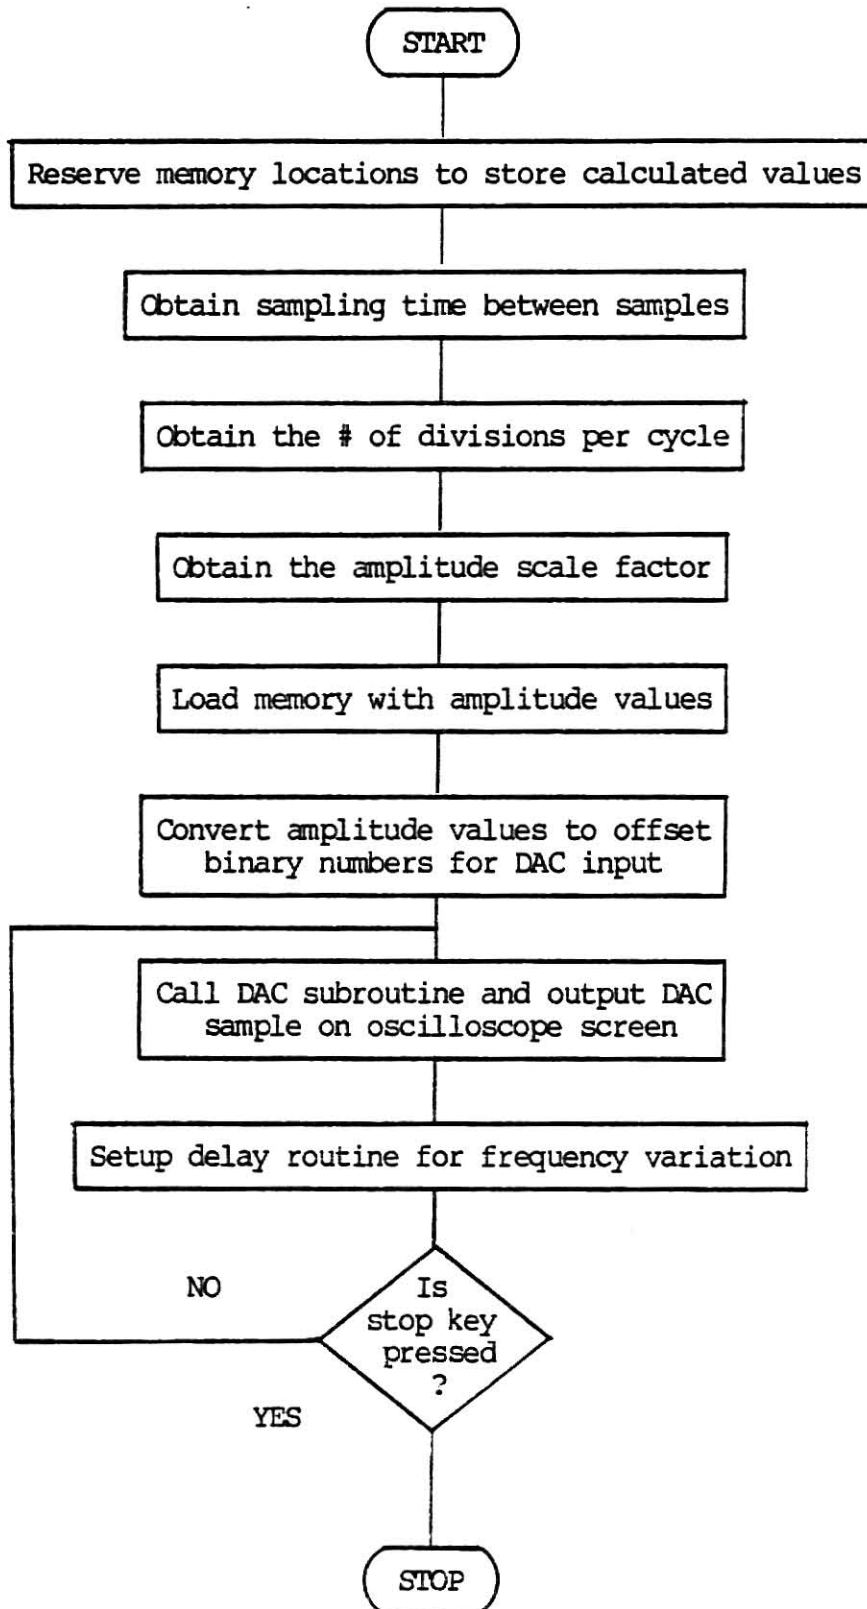 START
Reserve memory locations to store calculated values
Obtain sampling time between samples
Obtain the # of divisions per cycle
Obtain the amplitude scale factor
Load memory with amplitude values
Convert amplitude values to offset
binary numbers for DAC input
Call DAC subroutine and output DAC
sample on oscilloscope screen
Setup delay routine for frequency variation
NO
Is
stop key
pressed
?
YES
STOP